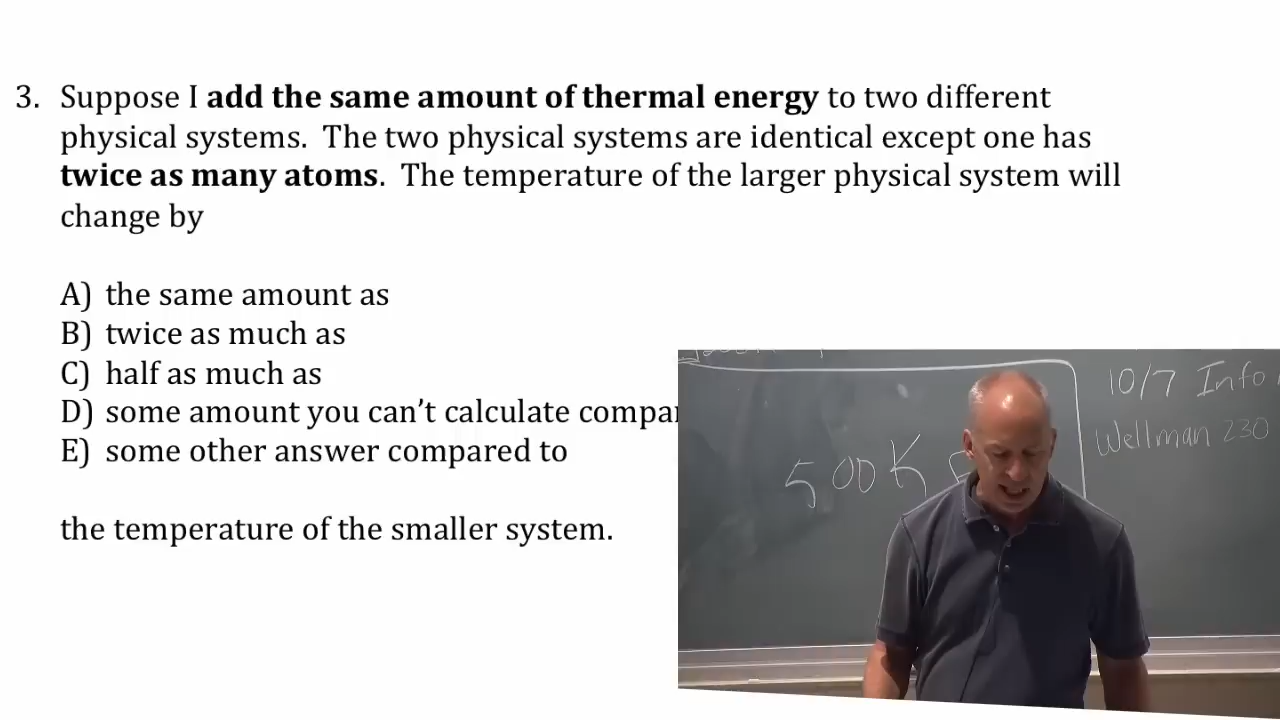 3. Suppose I add the same amount of thermal energy to two different
physical systems. The two physical systems are identical except one has
twice as many atoms. The temperature of the larger physical system will
change by
A) the same amount as
B) twice as much as
C) half as much as
D) some amount you can't calculate
E) some other answer compared to
the temperature of the smaller system.
500K
10/7 Info
Wellman 230